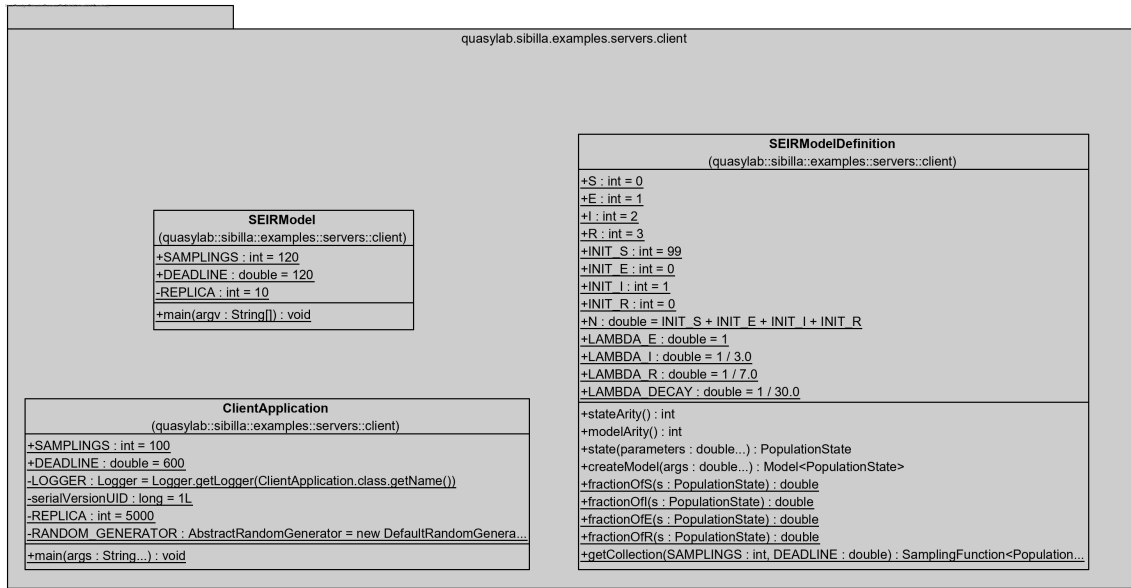 quasylab.sibilla.examples.servers.client
SEIRModel
(quasylab::sibilla::examples::servers::client)
+SAMPLINGS : int = 120
+DEADLINE : double = 120
-REPLICA : int = 10
+main(argv : String[]) : void
ClientApplication
(quasylab::sibilla::examples::servers::client)
+SAMPLINGS : int = 100
+DEADLINE : double = 600
-LOGGER : Logger = Logger.getLogger(ClientApplication.class.getName())
-serialVersionUID : long = 1L
-REPLICA : int = 5000
-RANDOM_GENERATOR : AbstractRandomGenerator = new DefaultRandomGenera...
+main(args : String...) : void
SEIRModelDefinition
(quasylab::sibilla::examples::servers::client)
+S : int = 0
+E : int = 1
+I : int = 2
+R : int = 3
+INIT_S : int = 99
+INIT_E : int = 0
+INIT_I : int = 1
+INIT_R : int = 0
+N : double = INIT_S + INIT_E + INIT_I + INIT_R
+LAMBDA_E : double = 1
+LAMBDA_I : double = 1 / 3.0
+LAMBDA_R : double = 1 / 7.0
+LAMBDA_DECAY : double = 1 / 30.0
+stateArity() : int
+modelArity() : int
+state(parameters : double...) : PopulationState
+createModel(args : double...) : Model<PopulationState>
+fractionOfS(s : PopulationState) : double
+fractionOfI(s : PopulationState) : double
+fractionOfE(s : PopulationState) : double
+fractionOfR(s : PopulationState) : double
+getCollection(SAMPLINGS : int, DEADLINE : double) : SamplingFunction<Population...